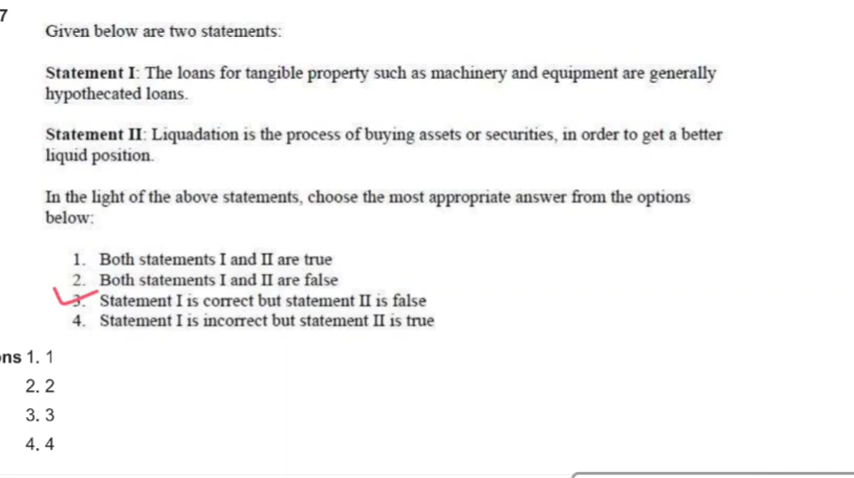 7
Given below are two statements:
Statement I: The loans for tangible property such as machinery and equipment are generally
hypothecated loans.
Statement II: Liquadation is the process of buying assets or securities, in order to get a better
liquid position.
In the light of the above statements, choose the most appropriate answer from the options
below:
1. Both statements I and II are true
2. Both statements I and II are false
3. Statement I is correct but statement II is false
4. Statement I is incorrect but statement II is true
ns 1. 1
2. 2
3. 3
4. 4